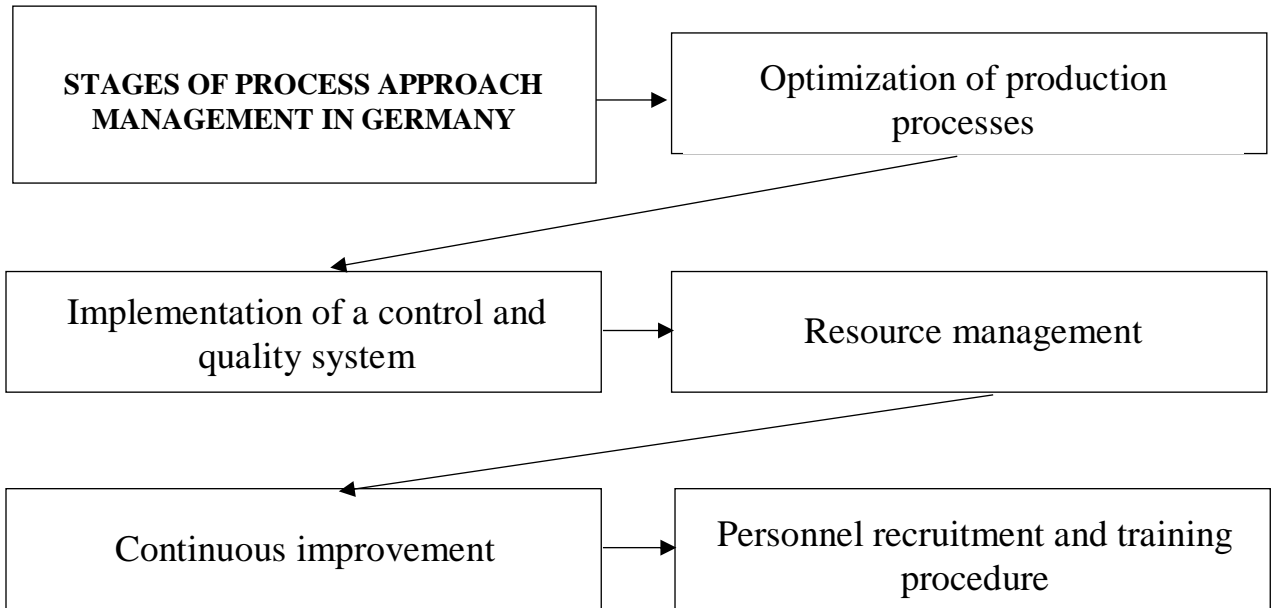 STAGES OF PROCESS APPROACH
MANAGEMENT IN GERMANY
Optimization of production
processes
Implementation of a control and
quality system
Resource management
Continuous improvement
Personnel recruitment and training
procedure